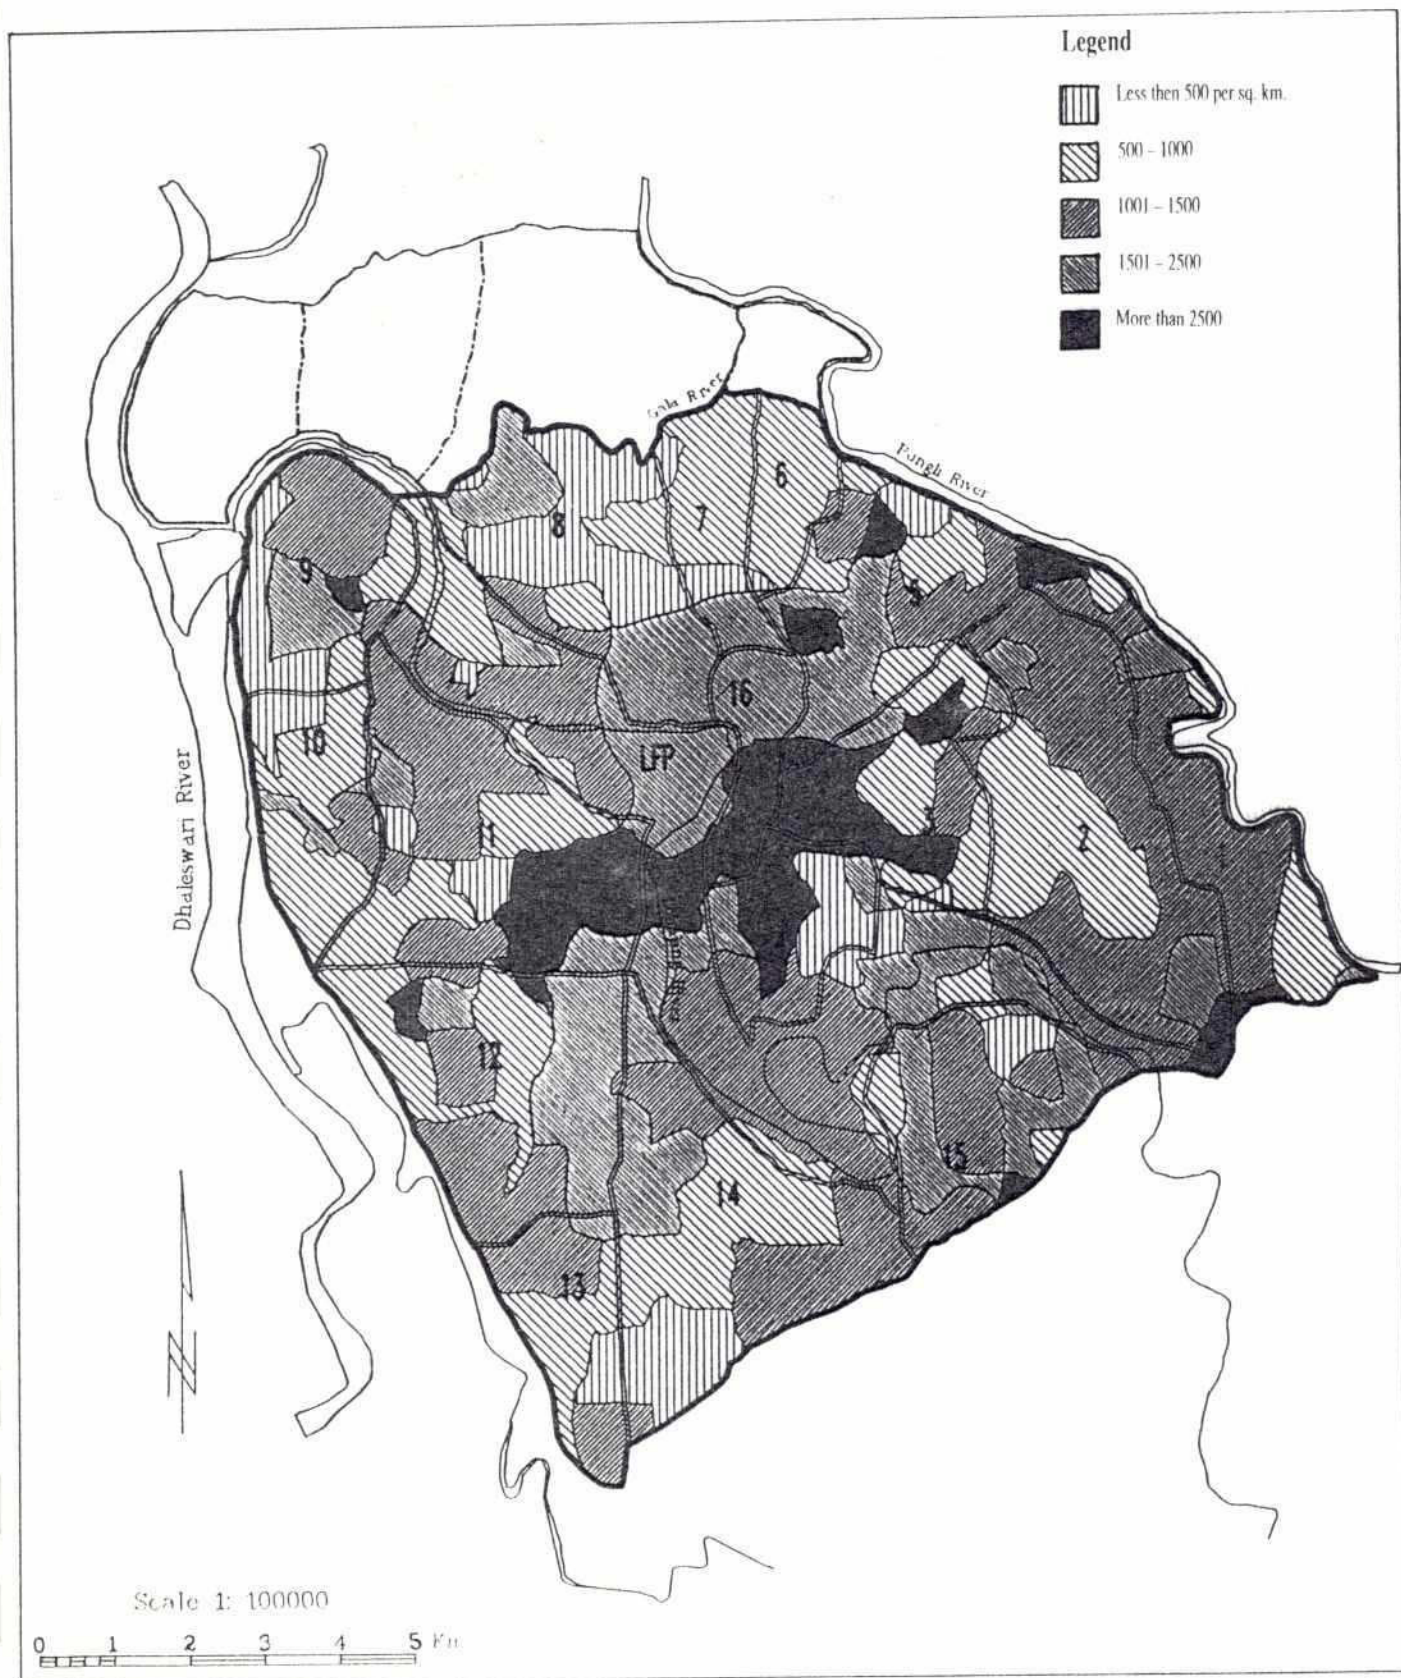 Legend
Less then 500 per sq. km.
500 – 1000
1001 – 1500
1501 – 2500
More than 2500
River
Pungli River
6
7
8
9
5
16
10
LFP
Dhaleswari River
11
3
2
1
4
12
15
14
13
Scale 1: 100000
0 1 2 3 4 5 Km